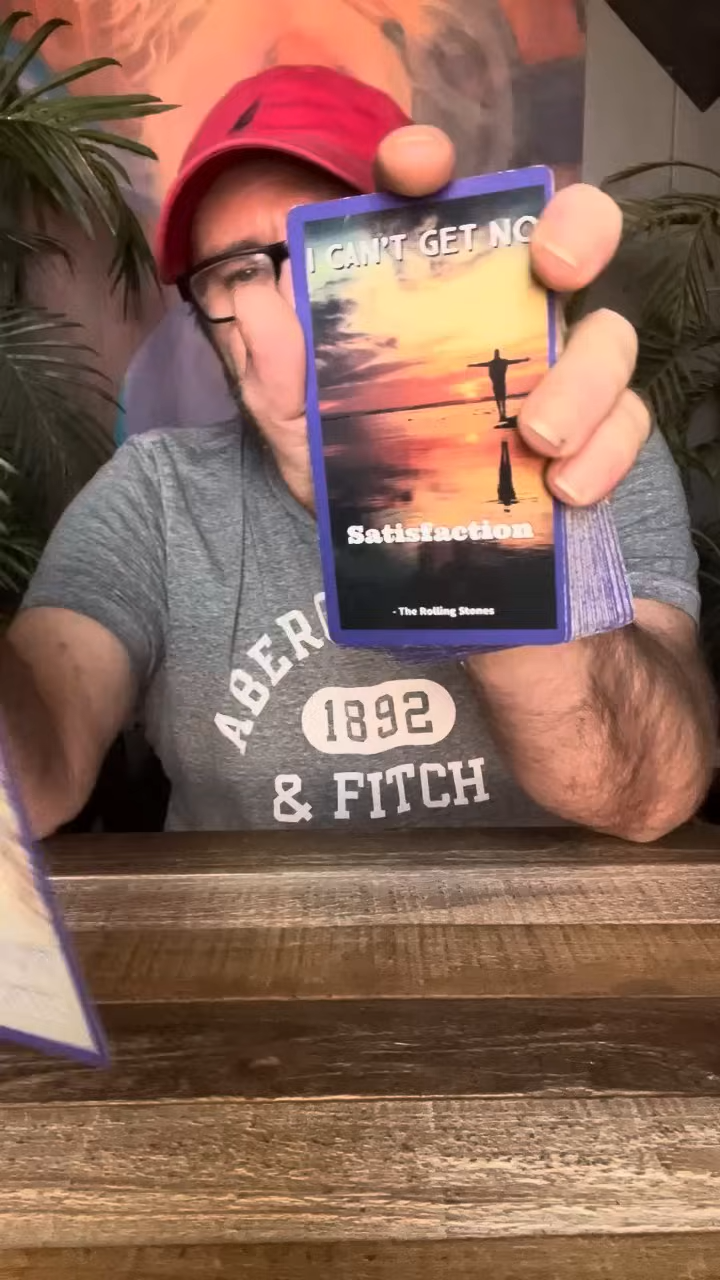 I CAN'T GET NO
Satisfaction
- The Rolling Stones
ABERC
1892
& FITCH